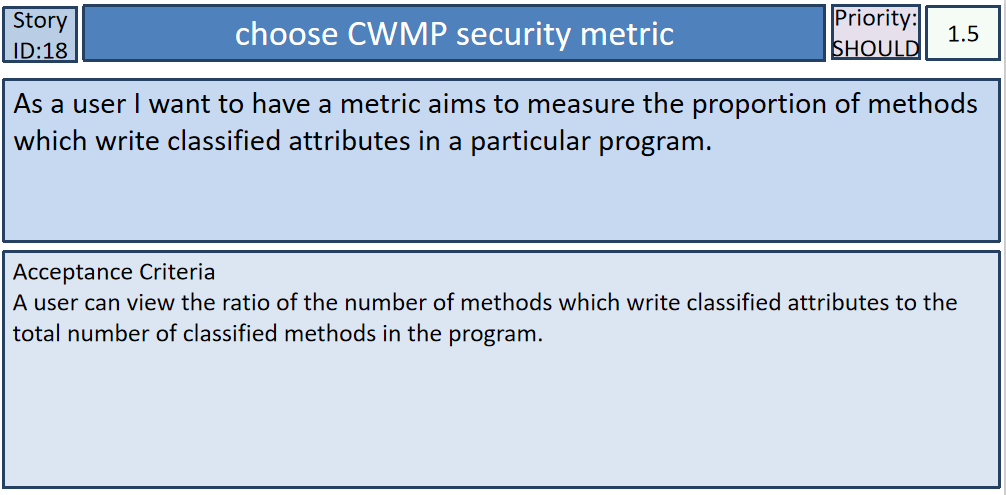 Story
ID:18
choose CWMP security metric
Priority:
SHOULD
1.5
As a user I want to have a metric aims to measure the proportion of methods
which write classified attributes in a particular program.
Acceptance Criteria
A user can view the ratio of the number of methods which write classified attributes to the
total number of classified methods in the program.